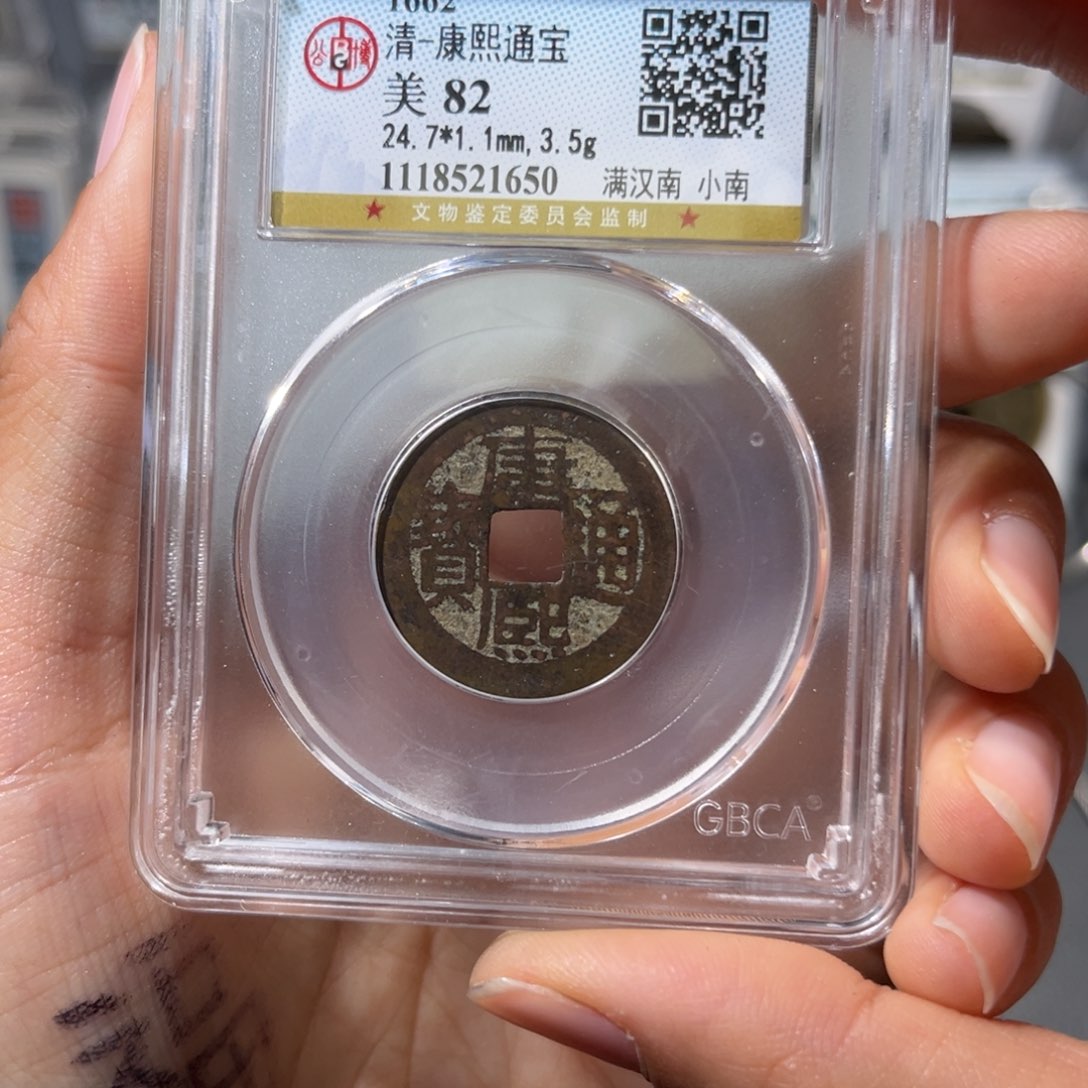 1662
清-康熙通宝
美 82
24.7*1.1mm, 3.5g
1118521650 满汉南 小南
★ 文物鉴定委员会监制 ★
康熙通寶
GBCA®